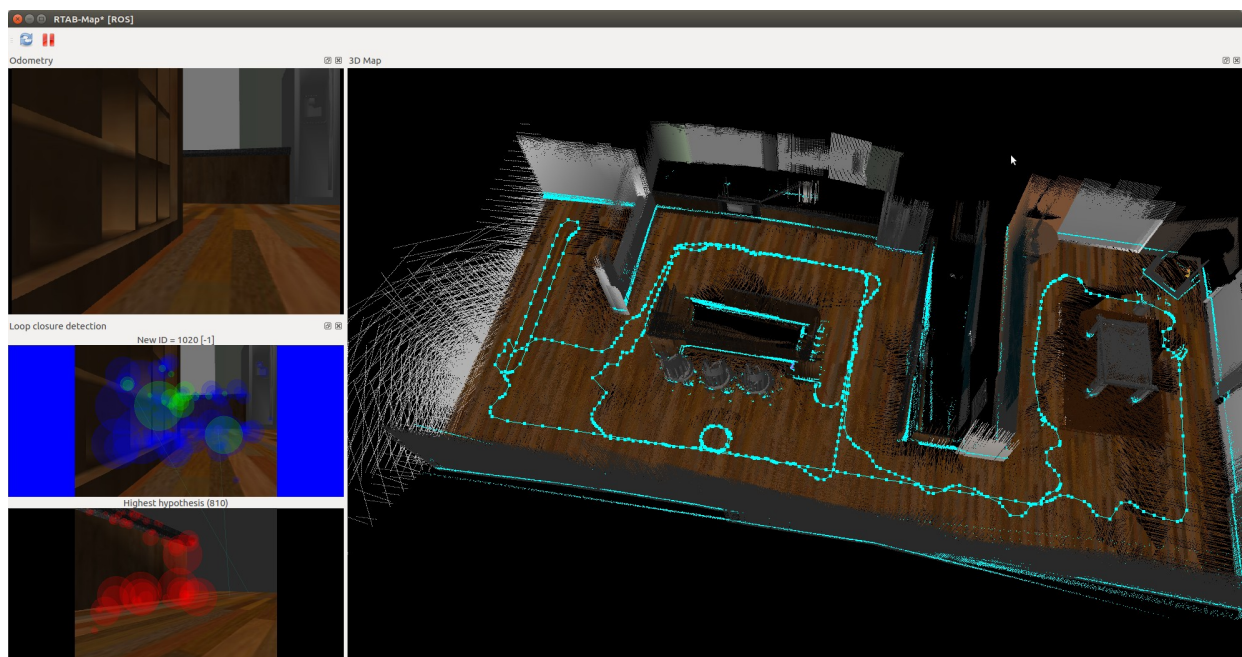 RTAB-Map* [ROS]
Odometry
3D Map
Loop closure detection
New ID = 1020 [-1]
Highest hypothesis (810)